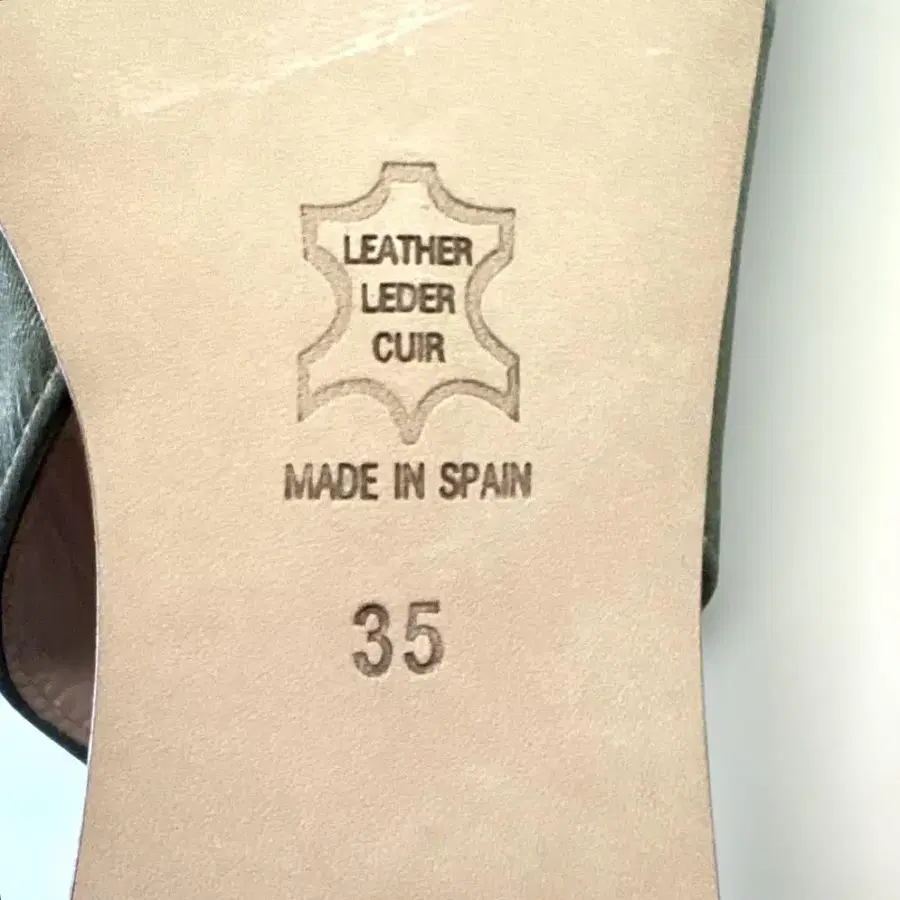 LEATHER
LEDER
CUIR
MADE IN SPAIN
35